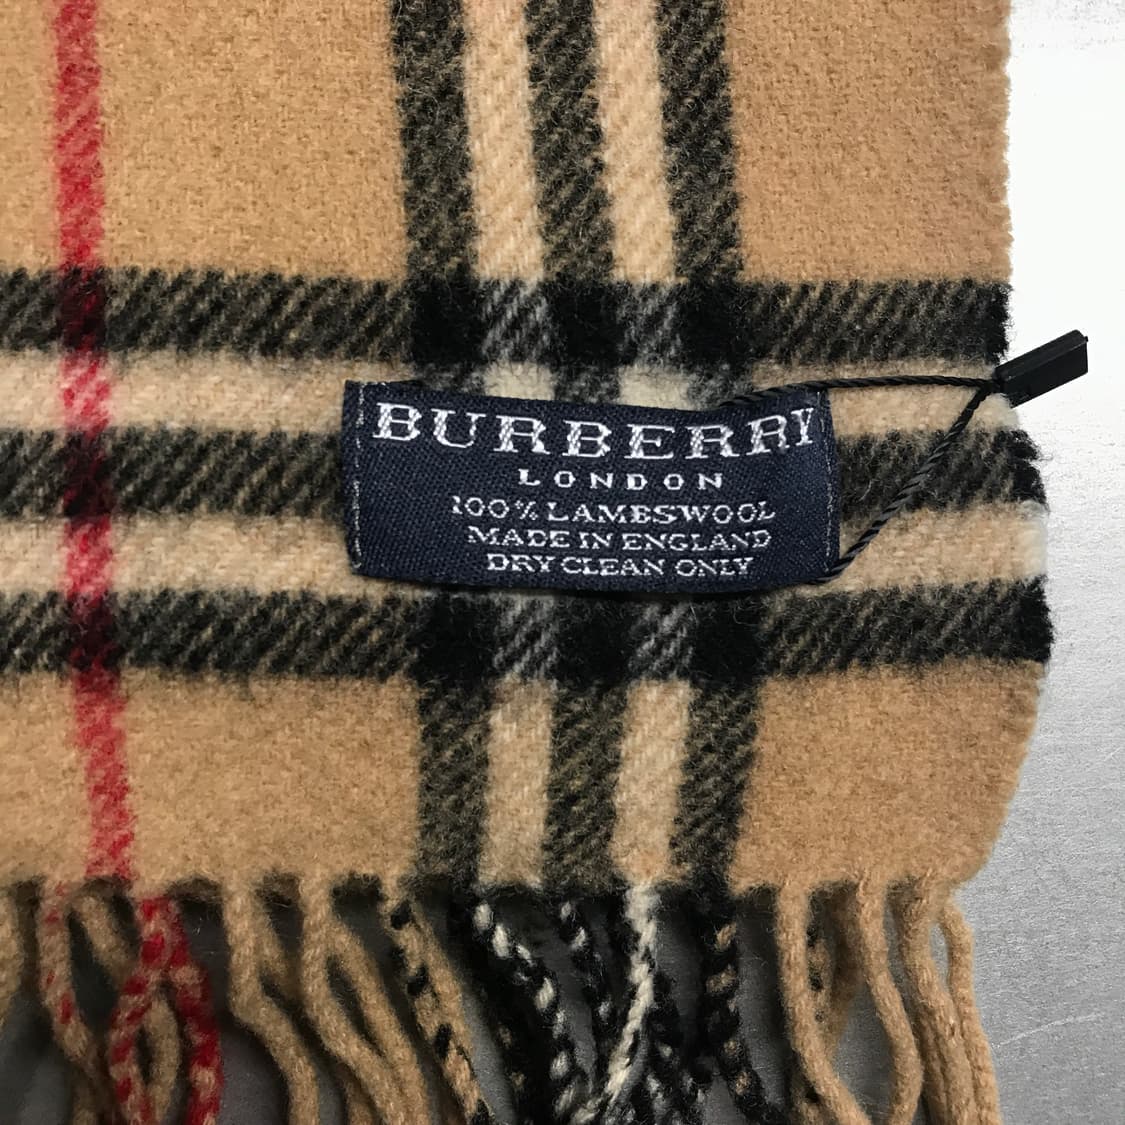 BURBERRY
LONDON
100% LAMBSWOOL
MADE IN ENGLAND
DRY CLEAN ONLY